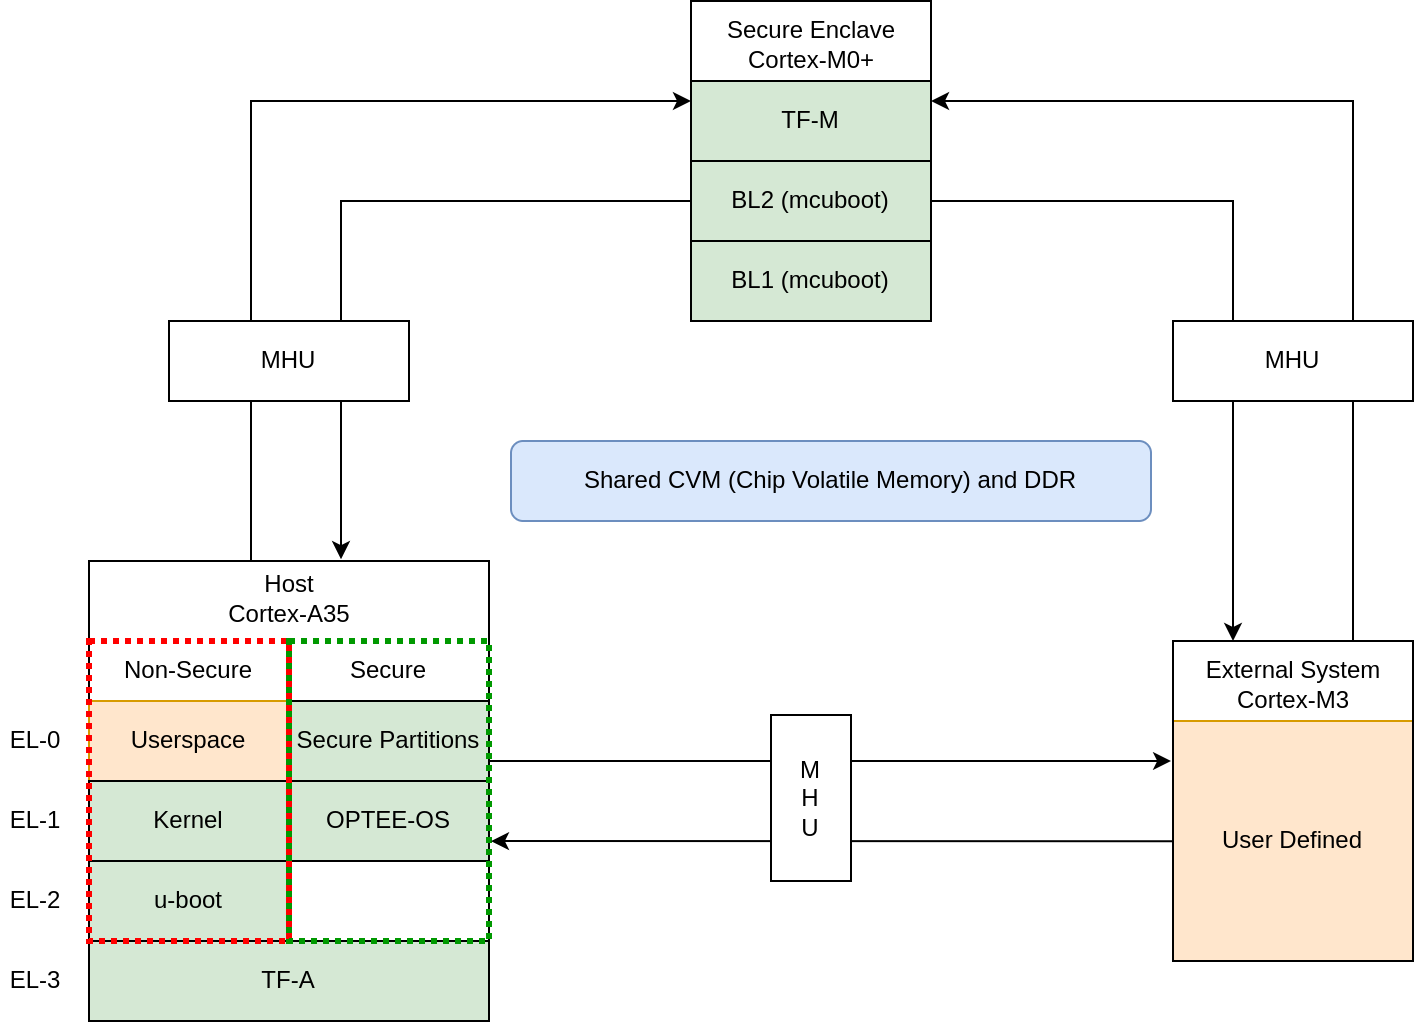 Secure Enclave
Cortex-M0+
TF-M
BL2 (mcuboot)
BL1 (mcuboot)
MHU
MHU
Shared CVM (Chip Volatile Memory) and DDR
Host
Cortex-A35
Non-Secure
Secure
External System
Cortex-M3
EL-0
Userspace
Secure Partitions
M
H
U
EL-1
Kernel
OPTEE-OS
User Defined
EL-2
u-boot
EL-3
TF-A